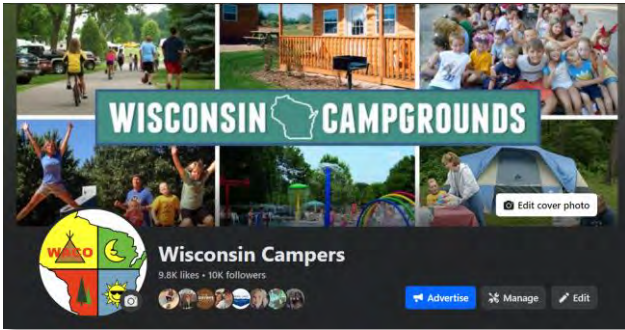 WISCONSIN CAMPGROUNDS
Edit cover photo
WACO
Wisconsin Campers
9.8K likes • 10K followers
Advertise
Manage
Edit